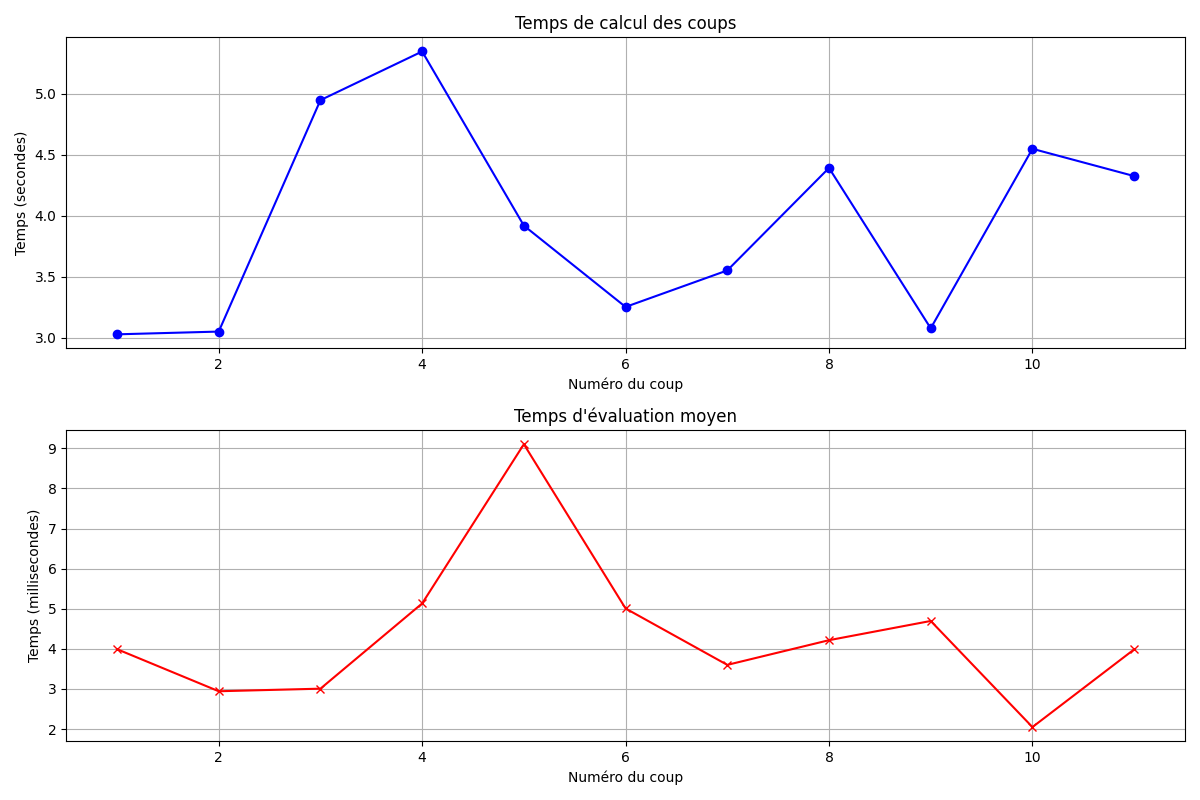 Temps de calcul des coups
Temps (secondes)
5.0
4.5
4.0
3.5
3.0
2 4 6 8 10
Numéro du coup
Temps d'évaluation moyen
Temps (millisecondes)
9
8
7
6
5
4
3
2
2 4 6 8 10
Numéro du coup